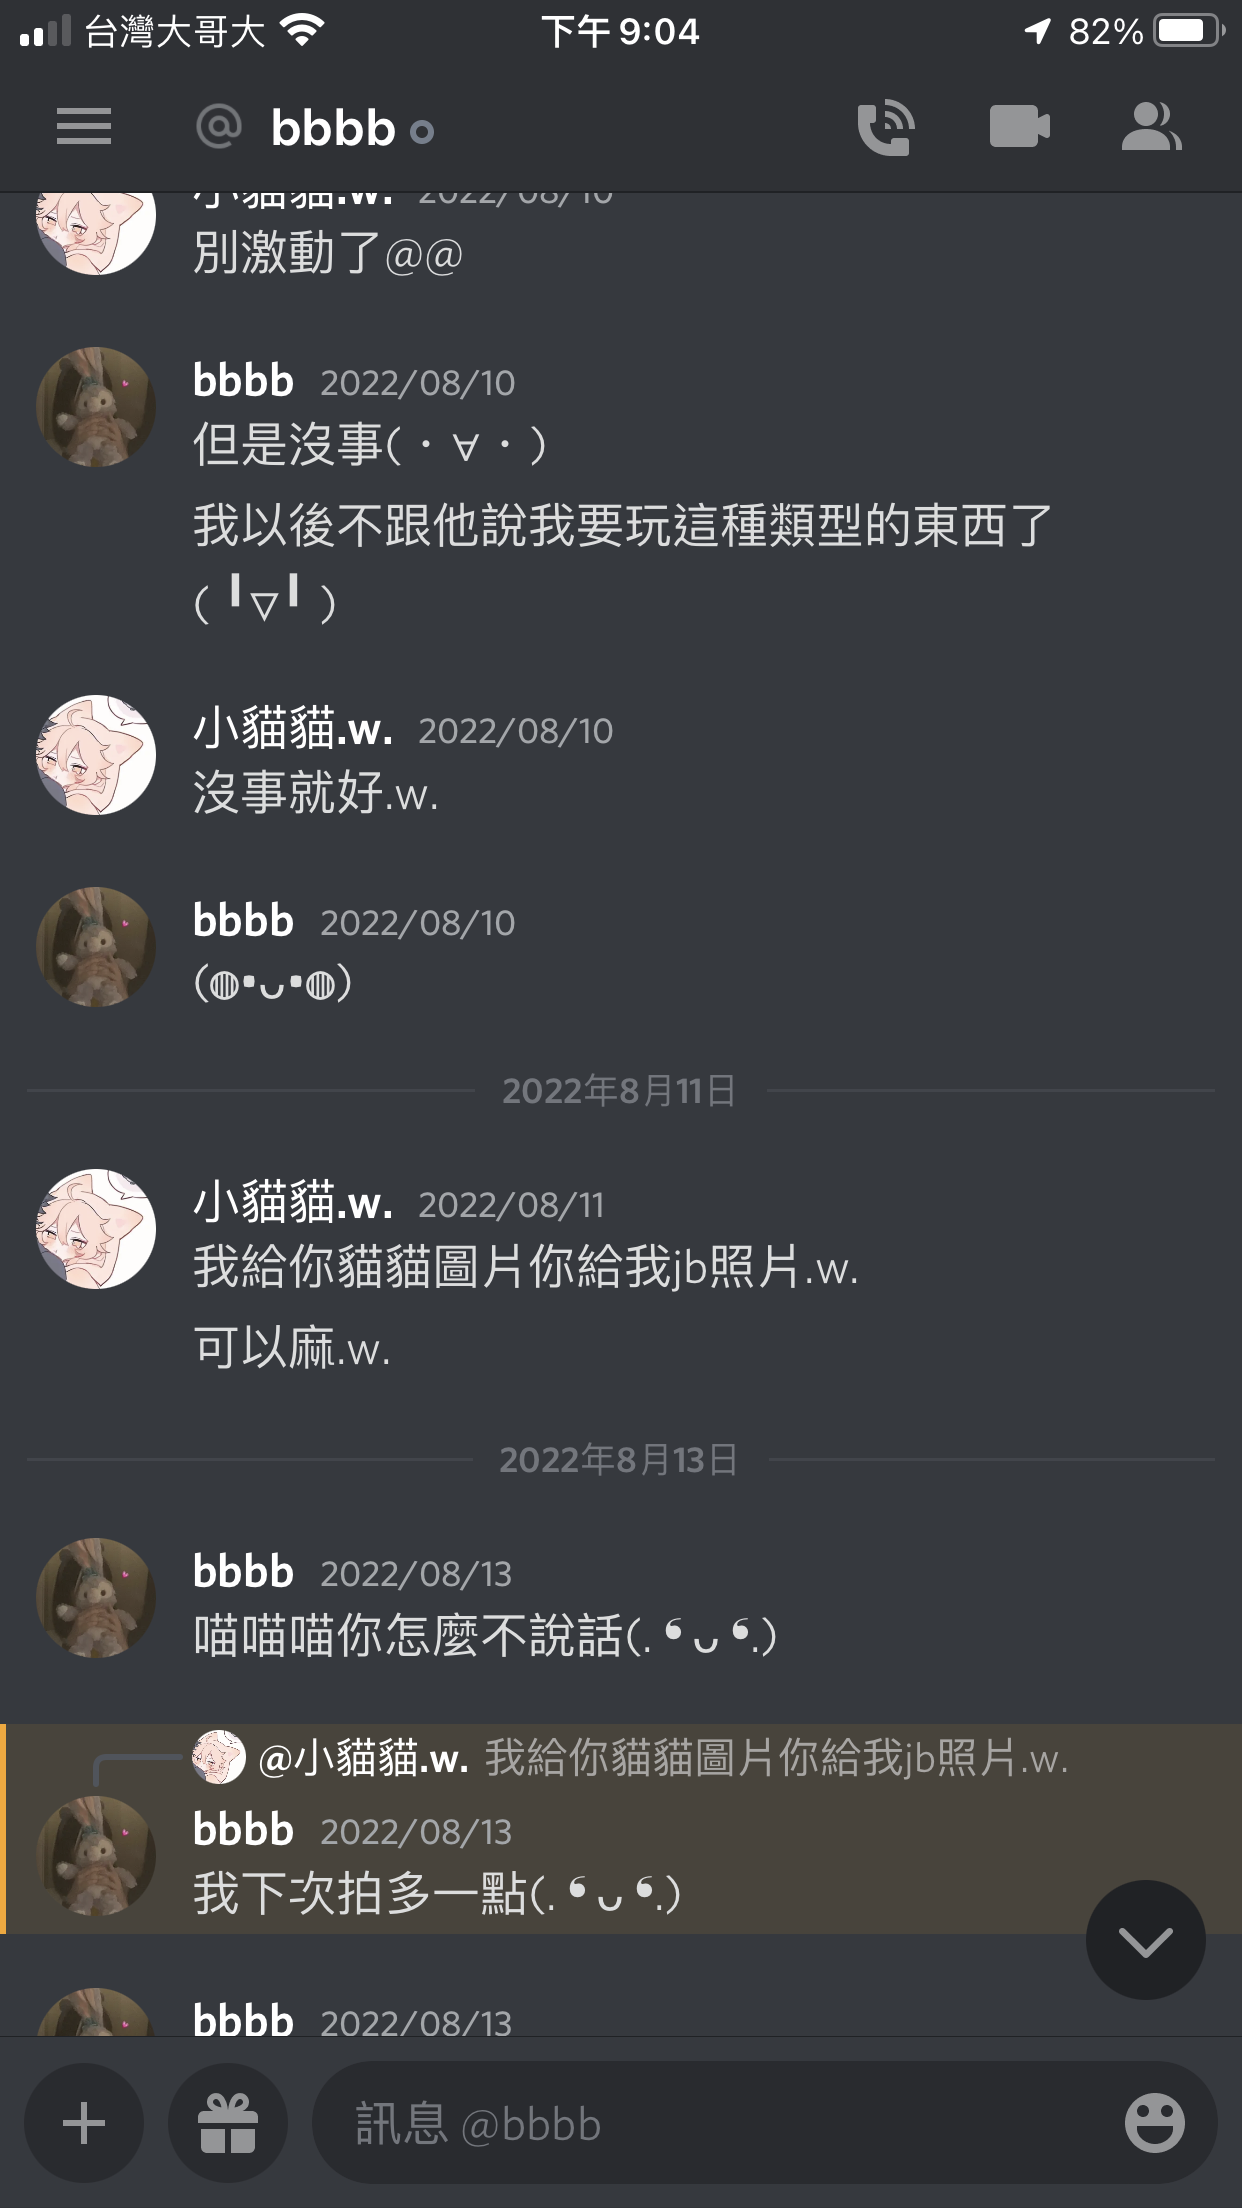 台灣大哥大 下午 9:04 82%
@ bbbb
小貓貓.w. 2022/08/10
別激動了@@
bbbb 2022/08/10
但是沒事(・∀・)
我以後不跟他說我要玩這種類型的東西了
(╹▽╹)
小貓貓.w. 2022/08/10
沒事就好.w.
bbbb 2022/08/10
(◍•ᴗ•◍)
2022年8月11日
小貓貓.w. 2022/08/11
我給你貓貓圖片你給我jb照片.w.
可以麻.w.
2022年8月13日
bbbb 2022/08/13
喵喵喵你怎麼不說話(.❛ ᴗ ❛.)
@小貓貓.w. 我給你貓貓圖片你給我jb照片.w.
bbbb 2022/08/13
我下次拍多一點(.❛ ᴗ ❛.)
bbbb 2022/08/13
訊息 @bbbb